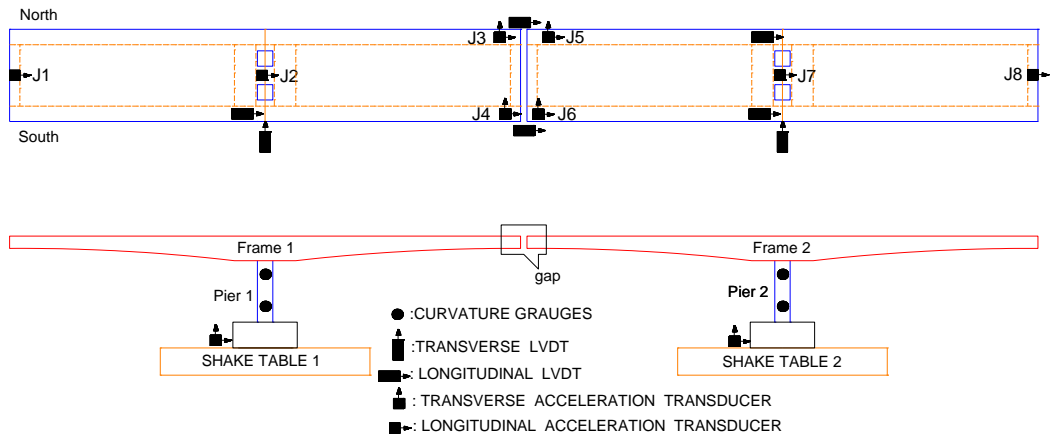 North
J3 J5
J1 J2 J7 J8
J4 J6
South
Frame 1 Frame 2
gap
Pier 1 Pier 2
:CURVATURE GRAUGES
:TRANSVERSE LVDT
SHAKE TABLE 1 SHAKE TABLE 2
: LONGITUDINAL LVDT
: TRANSVERSE ACCELERATION TRANSDUCER
: LONGITUDINAL ACCELERATION TRANSDUCER